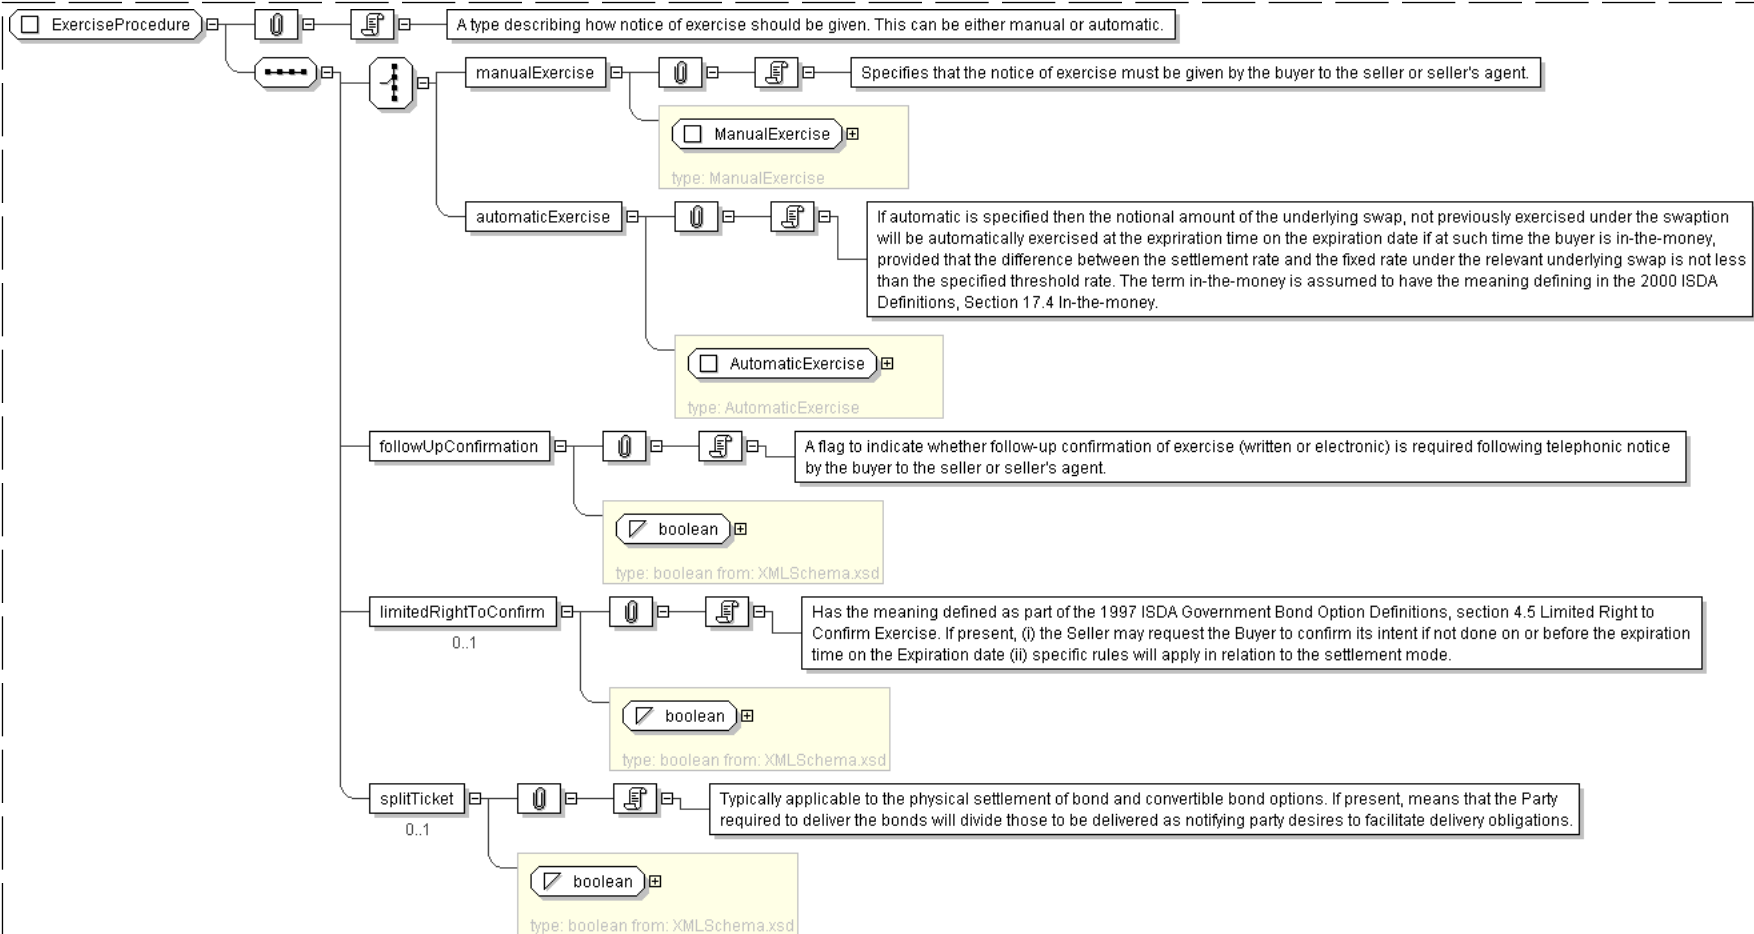 ExerciseProcedure
A type describing how notice of exercise should be given. This can be either manual or automatic.
manualExercise
Specifies that the notice of exercise must be given by the buyer to the seller or seller's agent.
ManualExercise
type: ManualExercise
automaticExercise
If automatic is specified then the notional amount of the underlying swap, not previously exercised under the swaption
will be automatically exercised at the expriration time on the expiration date if at such time the buyer is in-the-money,
provided that the difference between the settlement rate and the fixed rate under the relevant underlying swap is not less
than the specified threshold rate. The term in-the-money is assumed to have the meaning defining in the 2000 ISDA
Definitions, Section 17.4 In-the-money.
AutomaticExercise
type: AutomaticExercise
followUpConfirmation
A flag to indicate whether follow-up confirmation of exercise (written or electronic) is required following telephonic notice
by the buyer to the seller or seller's agent.
boolean
type: boolean from: XMLSchema.xsd
limitedRightToConfirm
0..1
Has the meaning defined as part of the 1997 ISDA Government Bond Option Definitions, section 4.5 Limited Right to
Confirm Exercise. If present, (i) the Seller may request the Buyer to confirm its intent if not done on or before the expiration
time on the Expiration date (ii) specific rules will apply in relation to the settlement mode.
boolean
type: boolean from: XMLSchema.xsd
splitTicket
0..1
Typically applicable to the physical settlement of bond and convertible bond options. If present, means that the Party
required to deliver the bonds will divide those to be delivered as notifying party desires to facilitate delivery obligations.
boolean
type: boolean from: XMLSchema.xsd